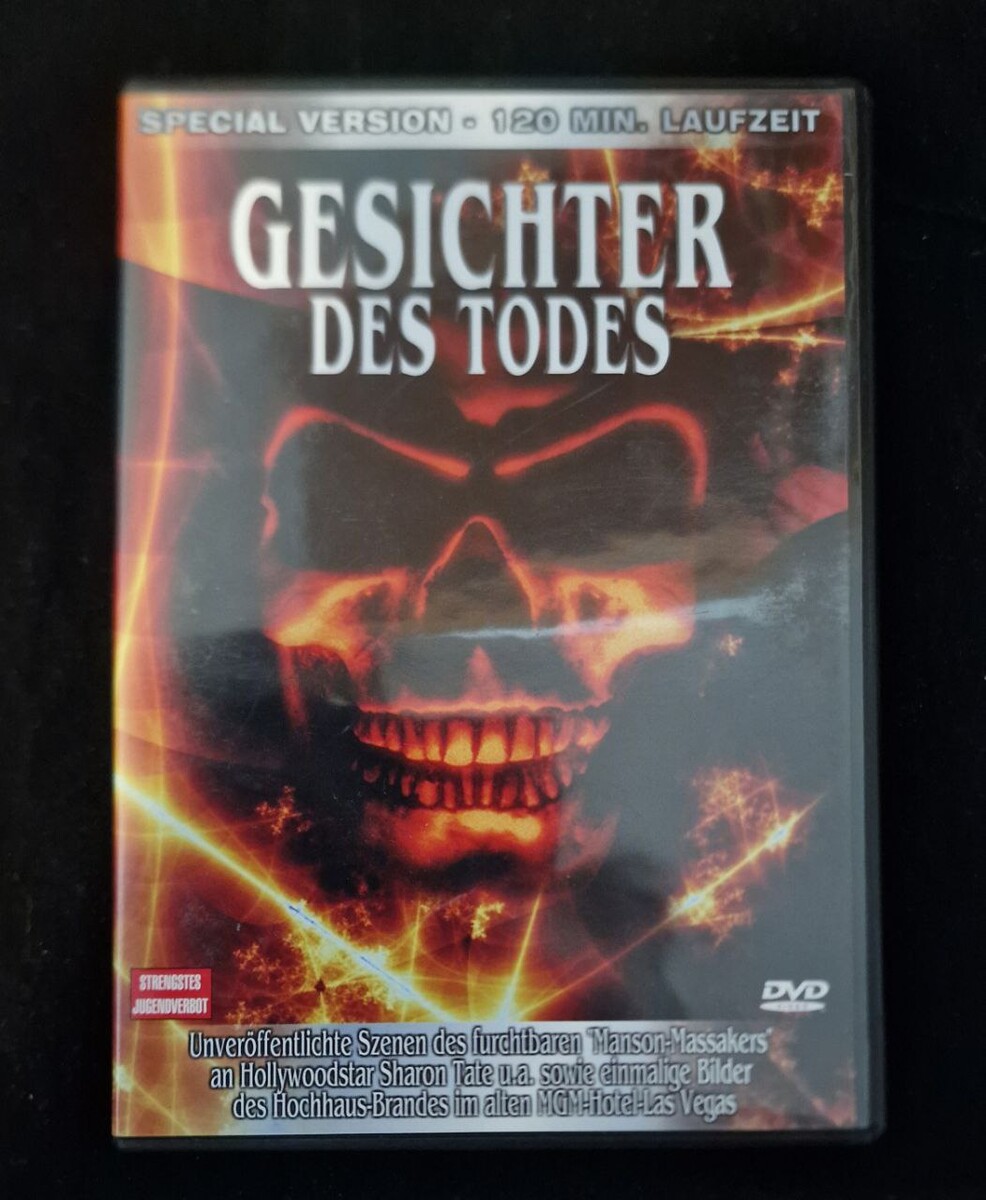 SPECIAL VERSION - 120 MIN. LAUFZEIT
GESICHTER
DES TODES
STRENGSTES
JUGENDVERBOT
DVD
VIDEO
Unveröffentlichte Szenen des furchtbaren "Manson-Massakers"
an Hollywoodstar Sharon Tate u.a. sowie einmalige Bilder
des Hochhaus-Brandes im alten MGM-Hotel-Las Vegas